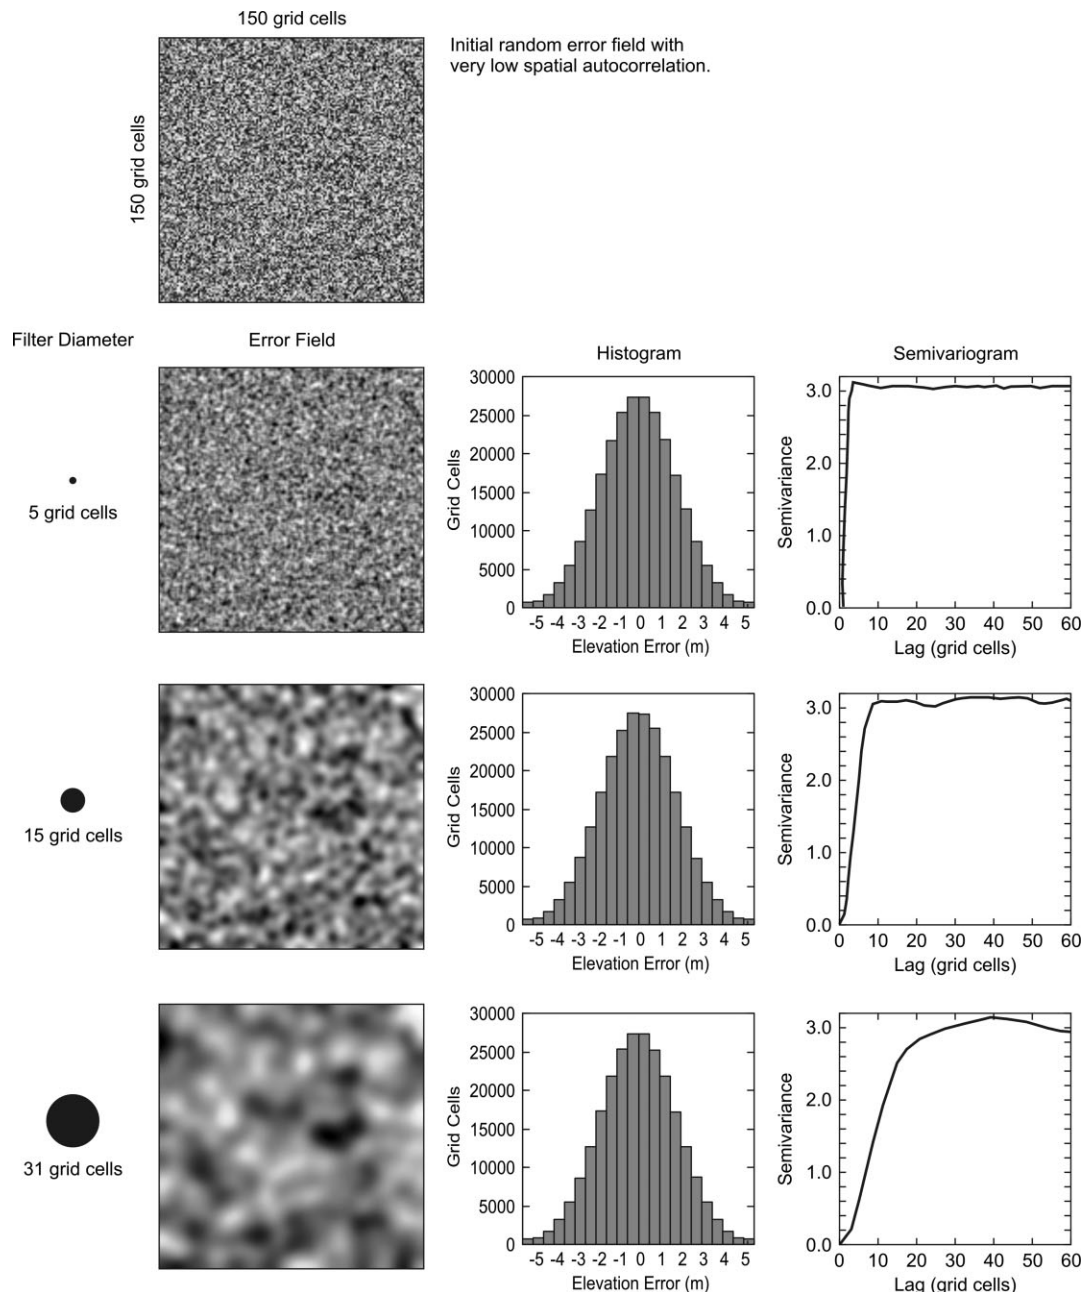 150 grid cells
Initial random error field with
very low spatial autocorrelation.
150 grid cells
Filter Diameter
Error Field
Histogram
Semivariogram
5 grid cells
Grid Cells
30000
25000
20000
15000
10000
5000
0
-5 -4 -3 -2 -1 0 1 2 3 4 5
Elevation Error (m)
Semivariance
3.0
2.0
1.0
0.0
0 10 20 30 40 50 60
Lag (grid cells)
15 grid cells
Grid Cells
30000
25000
20000
15000
10000
5000
0
-5 -4 -3 -2 -1 0 1 2 3 4 5
Elevation Error (m)
Semivariance
3.0
2.0
1.0
0.0
0 10 20 30 40 50 60
Lag (grid cells)
31 grid cells
Grid Cells
30000
25000
20000
15000
10000
5000
0
-5 -4 -3 -2 -1 0 1 2 3 4 5
Elevation Error (m)
Semivariance
3.0
2.0
1.0
0.0
0 10 20 30 40 50 60
Lag (grid cells)